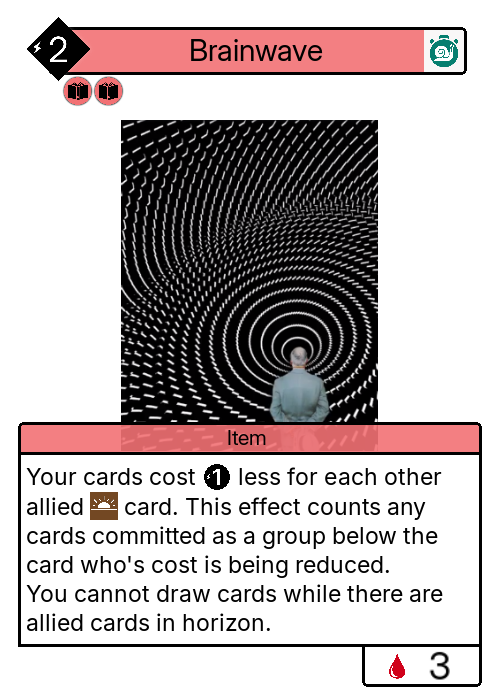 2
Brainwave
Item
Your cards cost 1 less for each other
allied card. This effect counts any
cards committed as a group below the
card who's cost is being reduced.
You cannot draw cards while there are
allied cards in horizon.
3